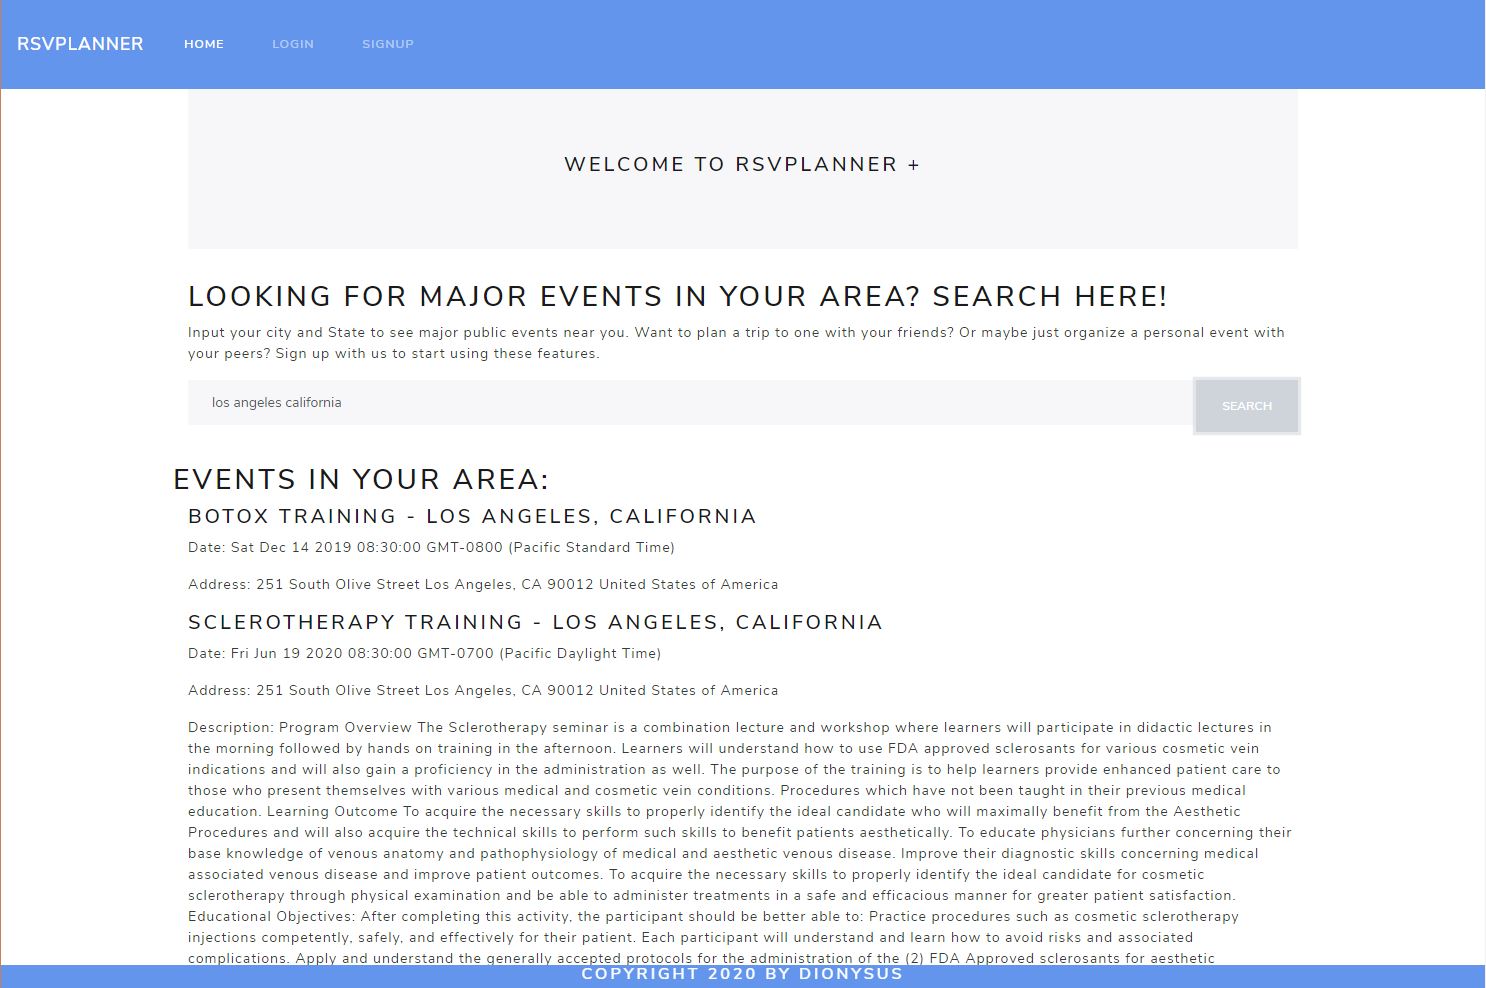 RSVPLANNER HOME LOGIN SIGNUP
WELCOME TO RSVPLANNER +
LOOKING FOR MAJOR EVENTS IN YOUR AREA? SEARCH HERE!
Input your city and State to see major public events near you. Want to plan a trip to one with your friends? Or maybe just organize a personal event with
your peers? Sign up with us to start using these features.
los angeles california SEARCH
EVENTS IN YOUR AREA:
BOTOX TRAINING - LOS ANGELES, CALIFORNIA
Date: Sat Dec 14 2019 08:30:00 GMT-0800 (Pacific Standard Time)
Address: 251 South Olive Street Los Angeles, CA 90012 United States of America
SCLEROTHERAPY TRAINING - LOS ANGELES, CALIFORNIA
Date: Fri Jun 19 2020 08:30:00 GMT-0700 (Pacific Daylight Time)
Address: 251 South Olive Street Los Angeles, CA 90012 United States of America
Description: Program Overview The Sclerotherapy seminar is a combination lecture and workshop where learners will participate in didactic lectures in
the morning followed by hands on training in the afternoon. Learners will understand how to use FDA approved sclerosants for various cosmetic vein
indications and will also gain a proficiency in the administration as well. The purpose of the training is to help learners provide enhanced patient care to
those who present themselves with various medical and cosmetic vein conditions. Procedures which have not been taught in their previous medical
education. Learning Outcome To acquire the necessary skills to properly identify the ideal candidate who will maximally benefit from the Aesthetic
Procedures and will also acquire the technical skills to perform such skills to benefit patients aesthetically. To educate physicians further concerning their
base knowledge of venous anatomy and pathophysiology of medical and aesthetic venous disease. Improve their diagnostic skills concerning medical
associated venous disease and improve patient outcomes. To acquire the necessary skills to properly identify the ideal candidate for cosmetic
sclerotherapy through physical examination and be able to administer treatments in a safe and efficacious manner for greater patient satisfaction.
Educational Objectives: After completing this activity, the participant should be better able to: Practice procedures such as cosmetic sclerotherapy
injections competently, safely, and effectively for their patient. Each participant will understand and learn how to avoid risks and associated
complications. Apply and understand the generally accepted protocols for the administration of the (2) FDA Approved sclerosants for aesthetic
COPYRIGHT 2020 BY DIONYSUS